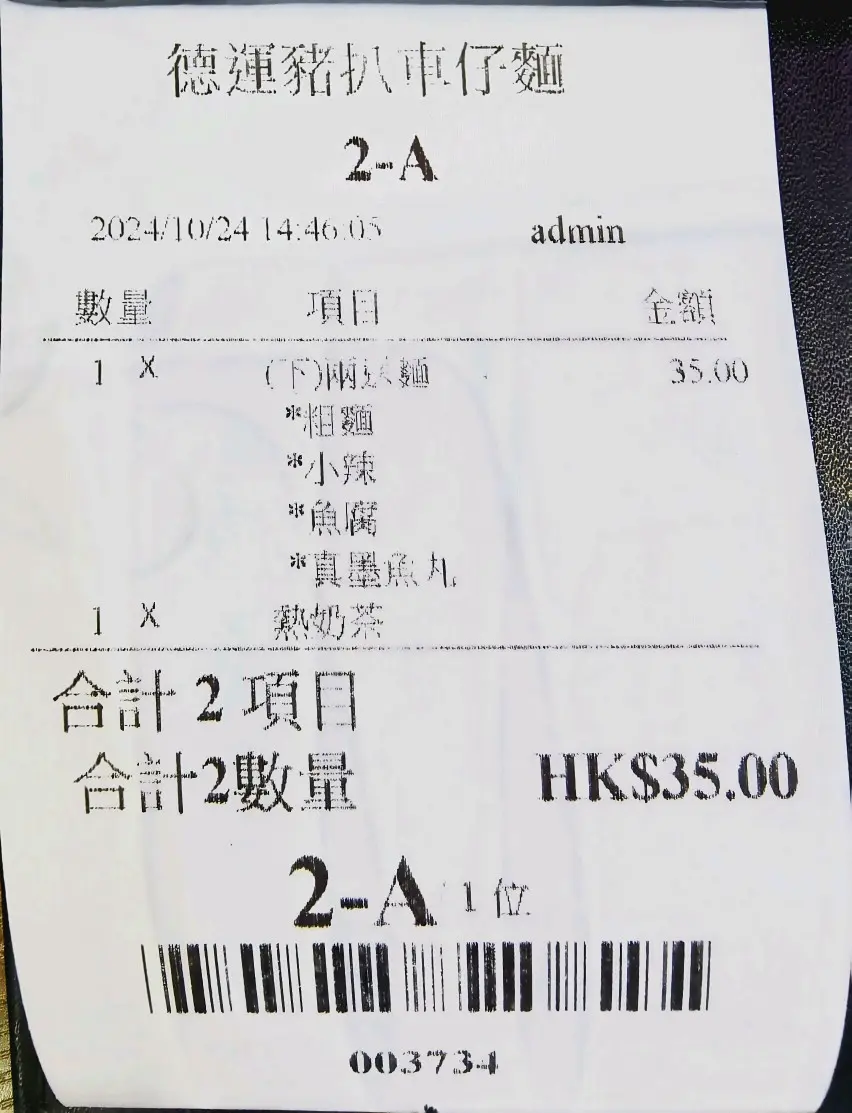 德運豬扒車仔麵
2-A
2024/10/24 14:46:05 admin
數量 項目 金額
1 X (下)兩送麵 35.00
*粗麵
*小辣
*魚腐
*真墨魚丸
1 X 熱奶茶
合計 2 項目
合計2數量 HK$35.00
2-A/1 位
003734